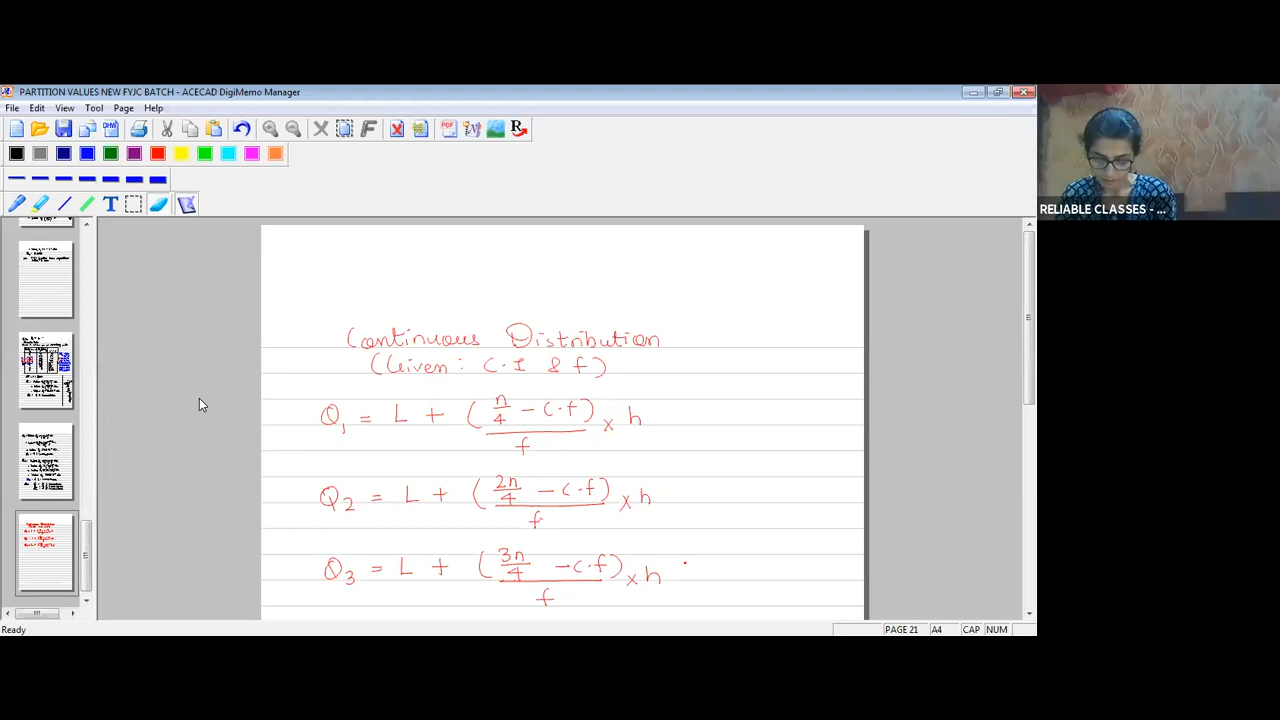 PARTITION VALUES NEW FYJC BATCH - ACECAD DigiMemo Manager
File Edit View Tool Page Help
RELIABLE CLASSES - ...
Continuous Distribution
(Given : C.I & f)
Q1 = L + (n/4 - c.f)/f × h
Q2 = L + (2n/4 - c.f)/f × h
Q3 = L + (3n/4 - c.f)/f × h
Ready PAGE 21 A4 CAP NUM